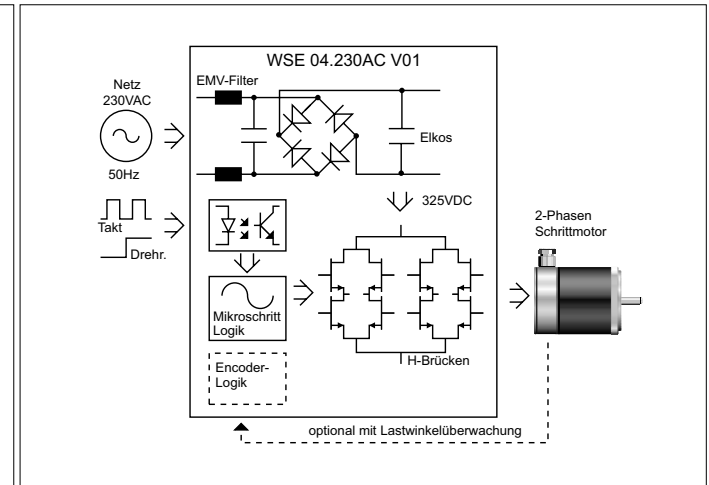 WSE 04.230AC V01
Netz
230VAC
EMV-Filter
Elkos
50Hz
325VDC
Takt
Drehr.
2-Phasen
Schrittmotor
Mikroschritt
Logik
H-Brücken
Encoder-
Logik
optional mit Lastwinkelüberwachung